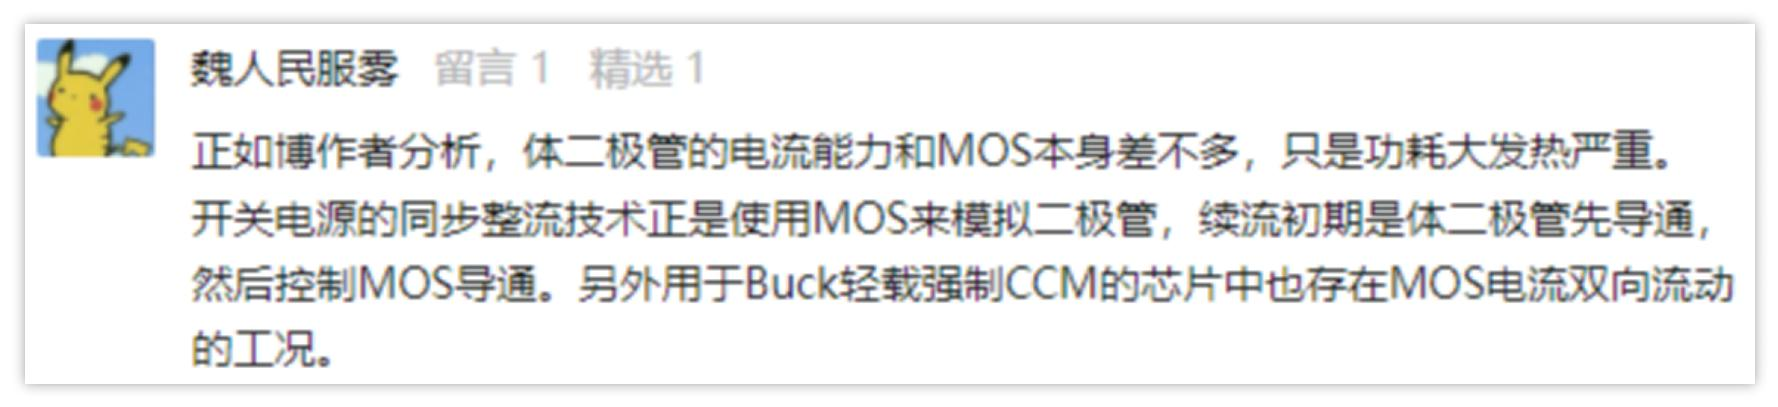 魏人民服雾 留言 1 精选 1
正如博作者分析，体二极管的电流能力和MOS本身差不多，只是功耗大发热严重。
开关电源的同步整流技术正是使用MOS来模拟二极管，续流初期是体二极管先导通，
然后控制MOS导通。另外用于Buck轻载强制CCM的芯片中也存在MOS电流双向流动
的工况。